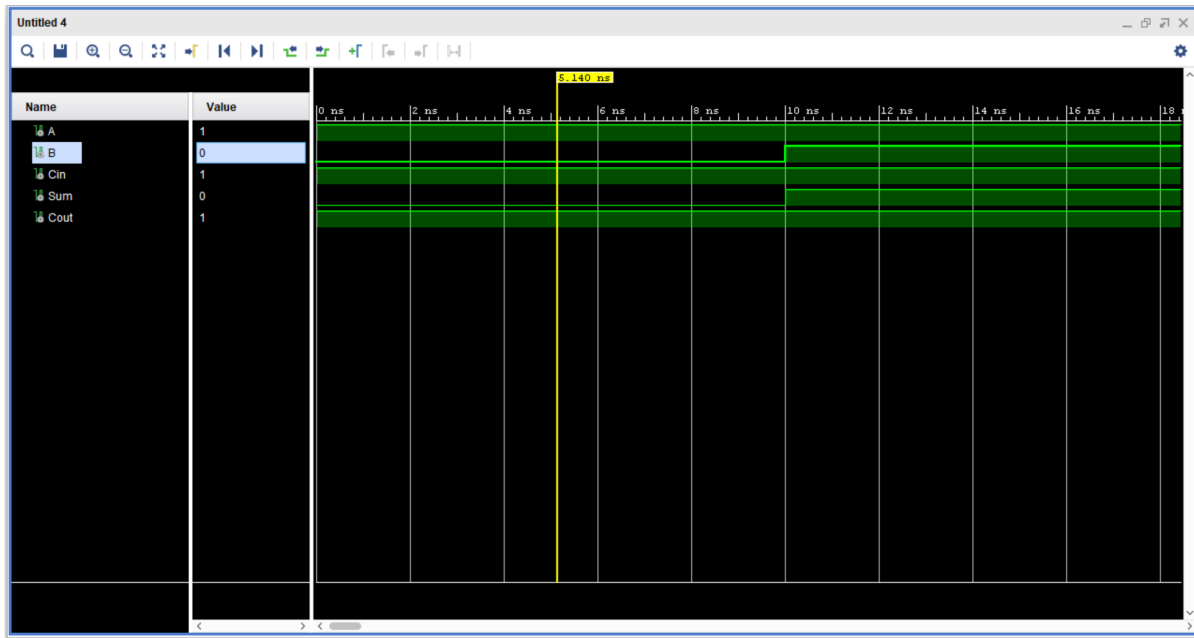 Untitled 4
5.140 ns
Name Value
0 ns 2 ns 4 ns 6 ns 8 ns 10 ns 12 ns 14 ns 16 ns 18
A 1
B 0
Cin 1
Sum 0
Cout 1